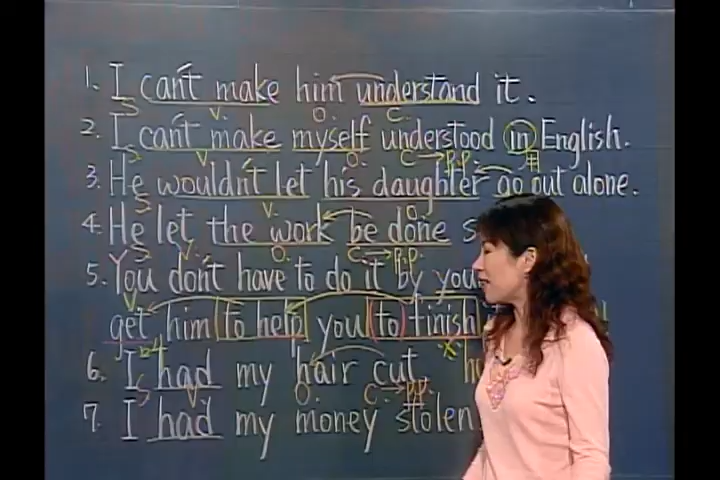 1. I can't make him understand it.
S V. O. C.
2. I can't make myself understood in English.
S V O. C→p.p. 用
3. He wouldn't let his daughter go out alone.
S V. O.
4. He let the work be done
S V. O. C→p.p.
5. You don't have to do it by
V.
get him (to help you (to finish
6. I had my hair cut.
S V O. C.→p.p.
7. I had my money stolen